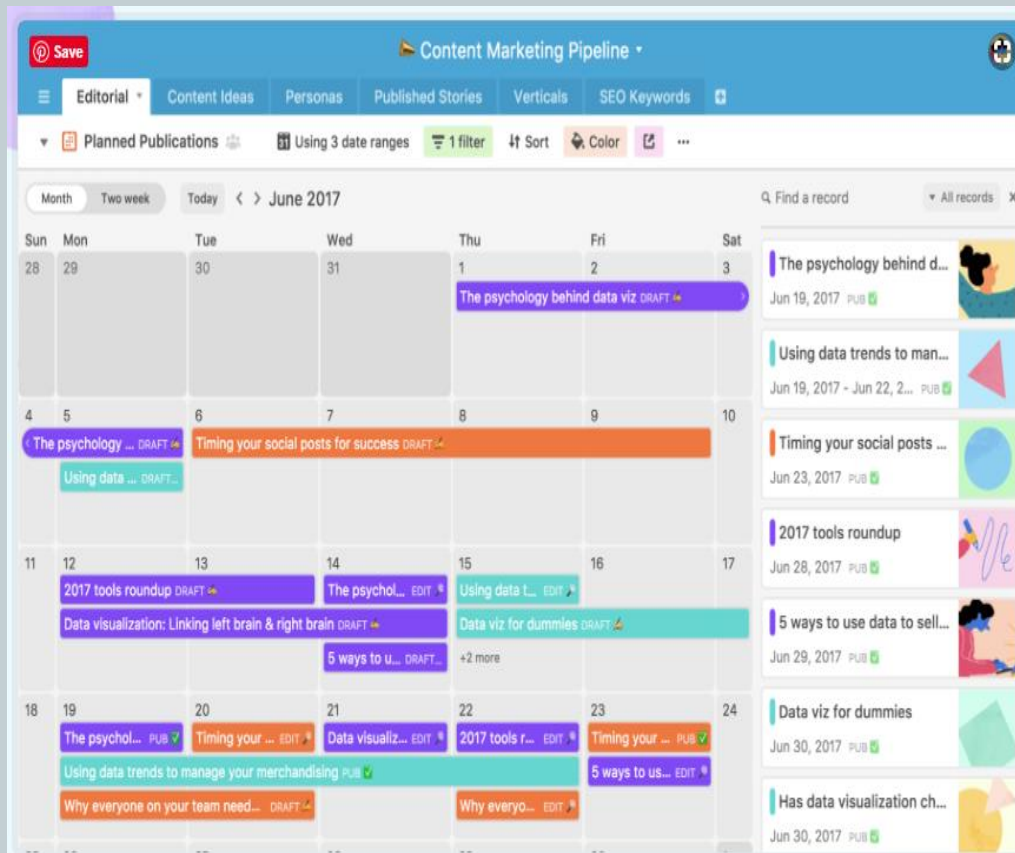 Save
Content Marketing Pipeline
Editorial Content Ideas Personas Published Stories Verticals SEO Keywords
Planned Publications Using 3 date ranges 1 filter Sort Color ...
Month Two week Today < > June 2017
Sun Mon Tue Wed Thu Fri Sat
28 29 30 31 1 2 3
The psychology behind data viz DRAFT
4 5 6 7 8 9 10
The psychology ... DRAFT Timing your social posts for success DRAFT
Using data ... DRAFT...
11 12 13 14 15 16 17
2017 tools roundup DRAFT The psychol... EDIT Using data t... EDIT
Data visualization: Linking left brain & right brain DRAFT Data viz for dummies DRAFT
5 ways to u... DRAFT... +2 more
18 19 20 21 22 23 24
The psychol... PUB Timing your ... EDIT Data visualiz... EDIT 2017 tools r... EDIT Timing your ... PUB
Using data trends to manage your merchandising PUB 5 ways to us... EDIT
Why everyone on your team need... DRAFT Why everyo... EDIT
Find a record All records
The psychology behind d...
Jun 19, 2017 PUB
Using data trends to man...
Jun 19, 2017 - Jun 22, 2... PUB
Timing your social posts ...
Jun 23, 2017 PUB
2017 tools roundup
Jun 28, 2017 PUB
5 ways to use data to sell...
Jun 29, 2017 PUB
Data viz for dummies
Jun 30, 2017 PUB
Has data visualization ch...
Jun 30, 2017 PUB